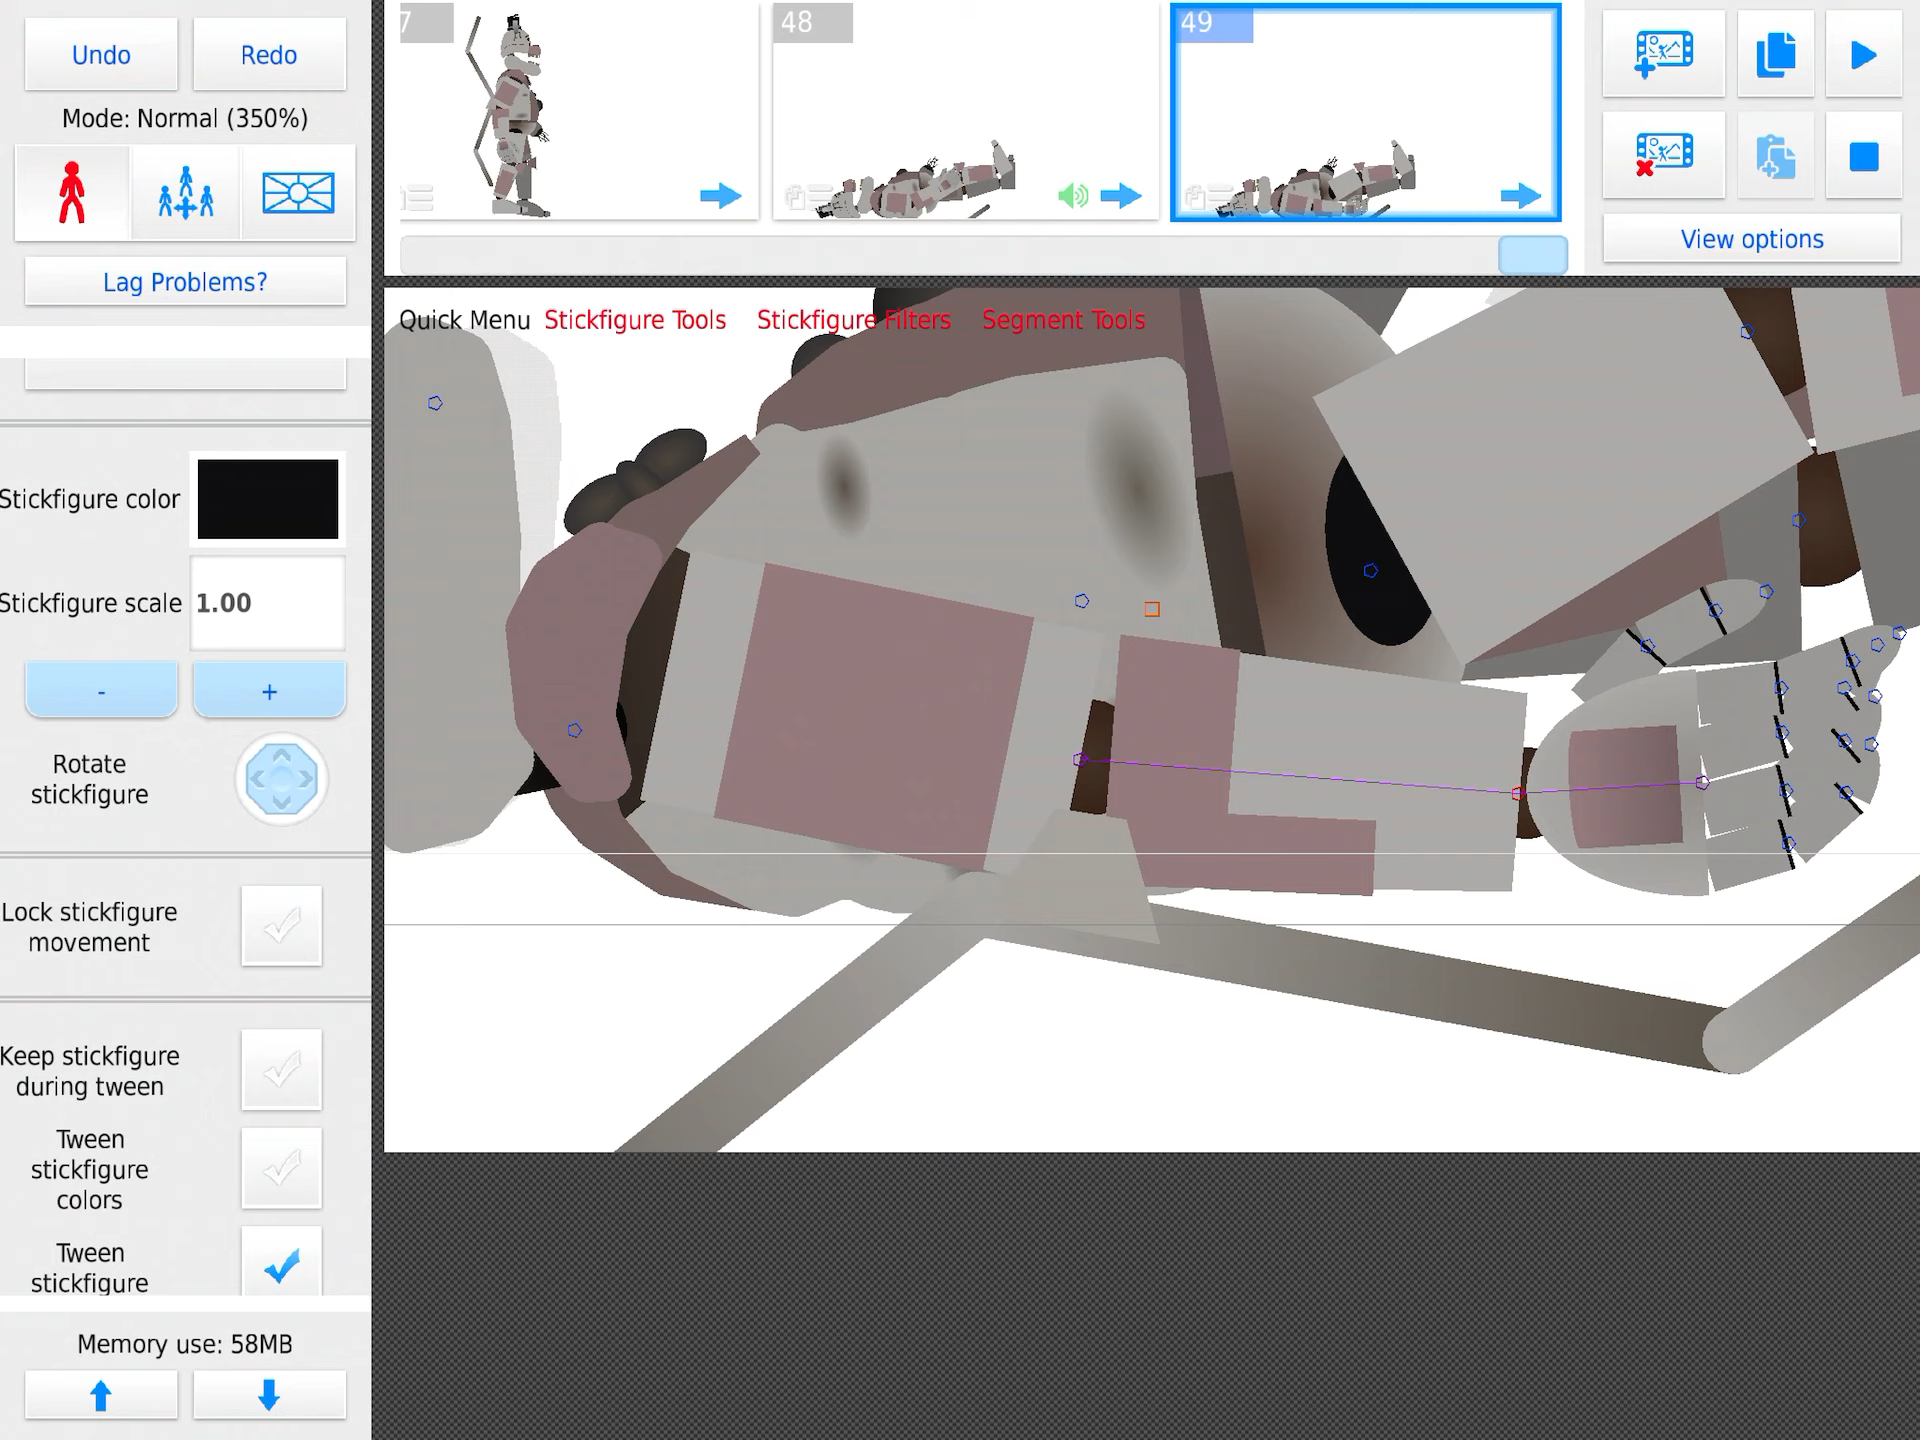 Undo
Redo
Mode: Normal (350%)
Lag Problems?
Stickfigure color
Stickfigure scale
1.00
-
+
Rotate
stickfigure
Lock stickfigure
movement
Keep stickfigure
during tween
Tween
stickfigure
colors
Tween
stickfigure
Memory use: 58MB
7
48
49
View options
Quick Menu
Stickfigure Tools
Stickfigure Filters
Segment Tools